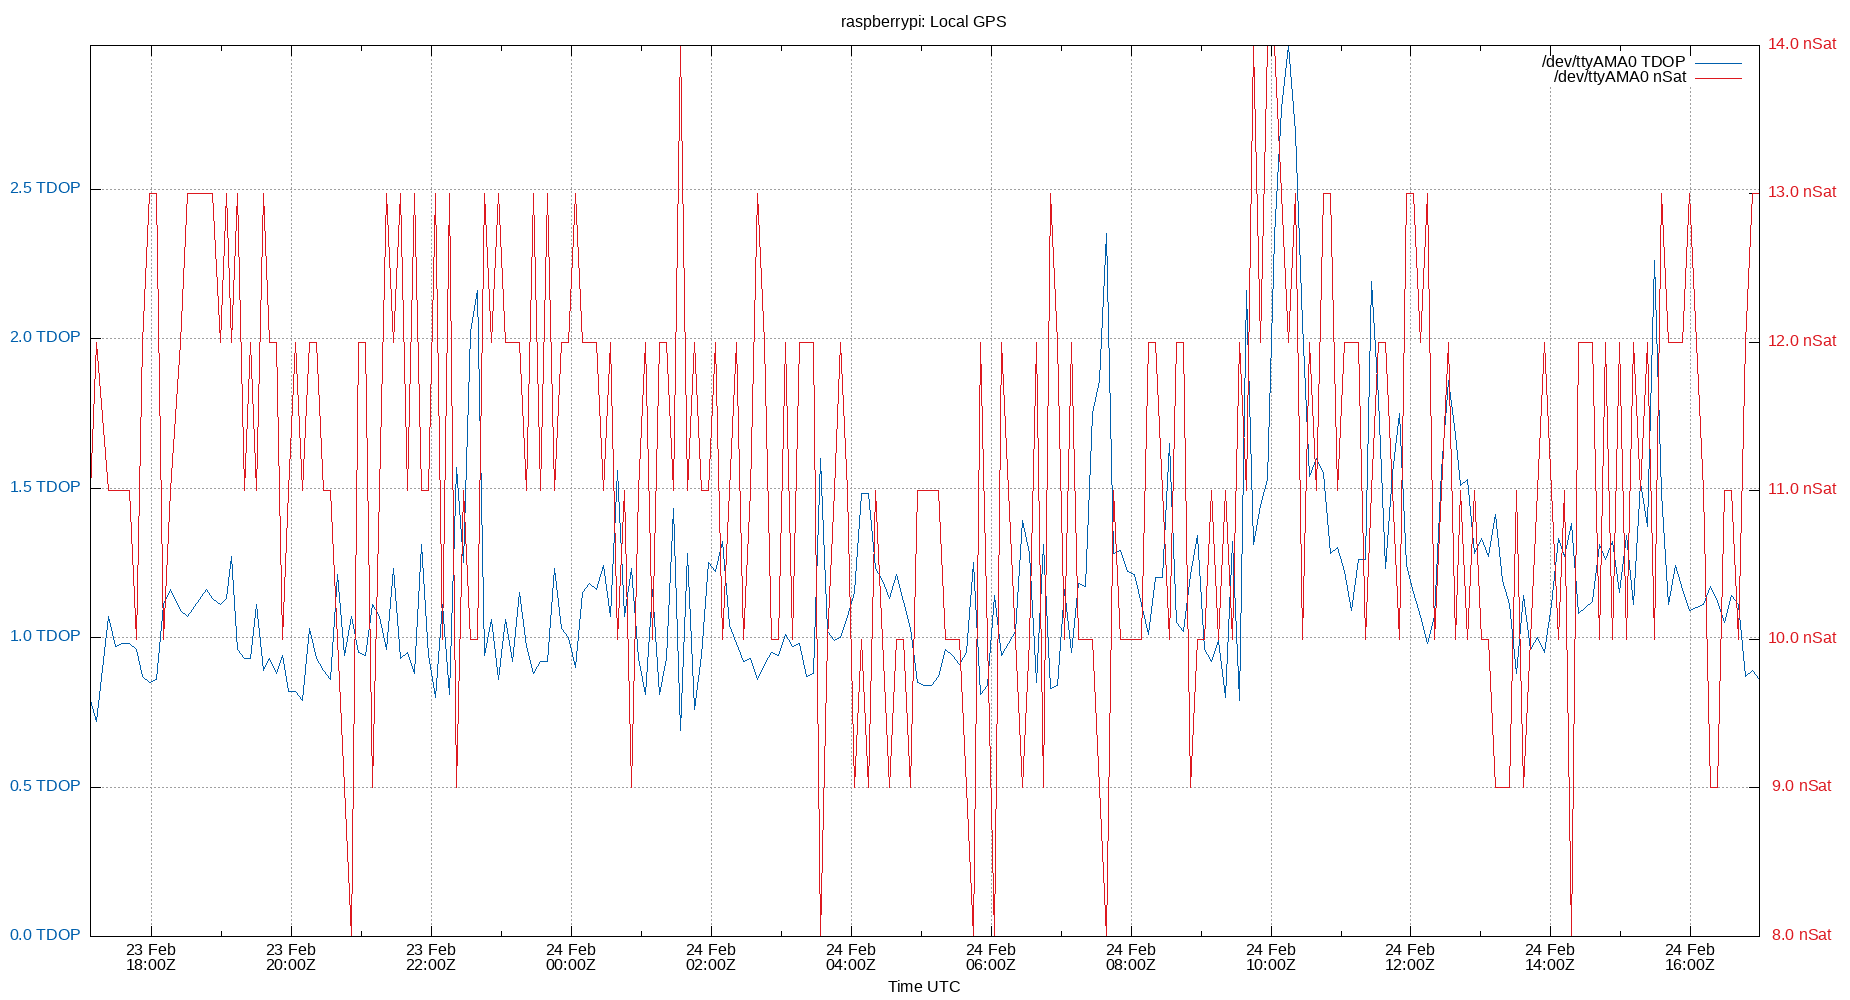 raspberrypi: Local GPS
14.0 nSat
/dev/ttyAMA0 TDOP
/dev/ttyAMA0 nSat
2.5 TDOP
13.0 nSat
2.0 TDOP
12.0 nSat
1.5 TDOP
11.0 nSat
1.0 TDOP
10.0 nSat
0.5 TDOP
9.0 nSat
0.0 TDOP
8.0 nSat
23 Feb 23 Feb 23 Feb 24 Feb 24 Feb 24 Feb 24 Feb 24 Feb 24 Feb 24 Feb 24 Feb 24 Feb
18:00Z 20:00Z 22:00Z 00:00Z 02:00Z 04:00Z 06:00Z 08:00Z 10:00Z 12:00Z 14:00Z 16:00Z
Time UTC